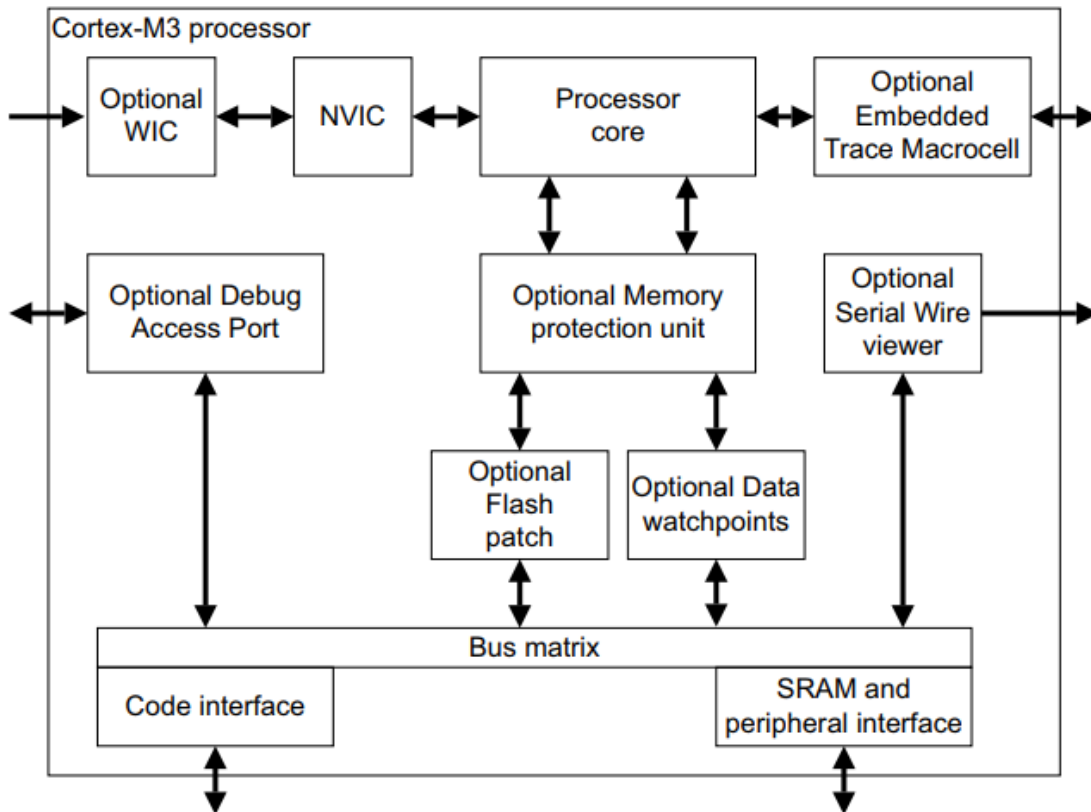 Cortex-M3 processor
Optional
WIC
NVIC
Processor
core
Optional
Embedded
Trace Macrocell
Optional Debug
Access Port
Optional Memory
protection unit
Optional
Serial Wire
viewer
Optional
Flash
patch
Optional Data
watchpoints
Bus matrix
Code interface
SRAM and
peripheral interface